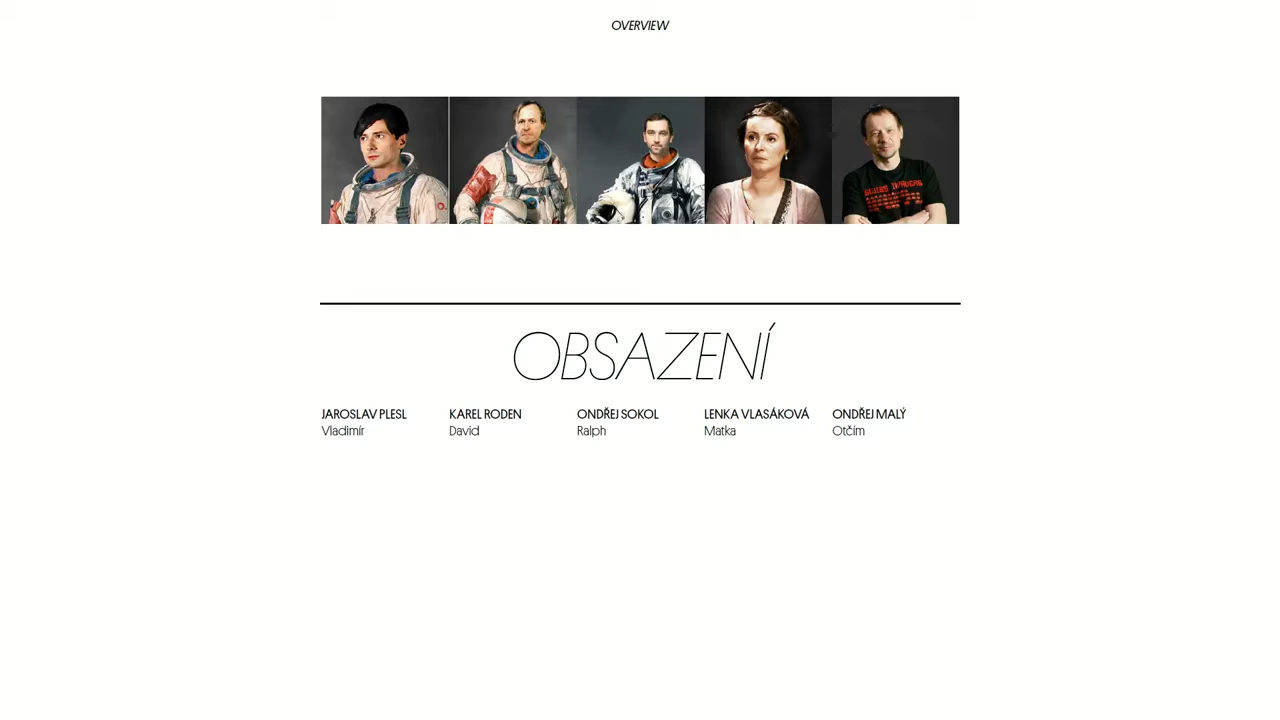 OVERVIEW
OBSAZENÍ
JAROSLAV PLESL
Vladimír
KAREL RODEN
David
ONDŘEJ SOKOL
Ralph
LENKA VLASÁKOVÁ
Matka
ONDŘEJ MALÝ
Otčím